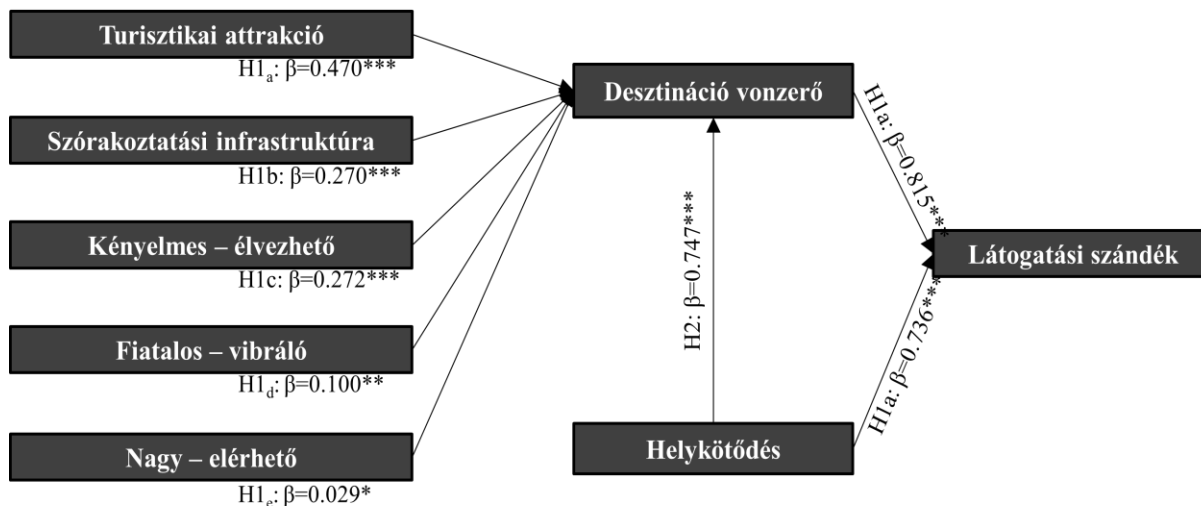 Turisztikai attrakció
H1a: β=0.470***
Szórakoztatási infrastruktúra
H1b: β=0.270***
Kényelmes – élvezhető
H1c: β=0.272***
Fiatalos – vibráló
H1d: β=0.100**
Nagy – elérhető
H1e: β=0.029*
Desztináció vonzerő
H2: β=0.747***
Helykötődés
H1a: β=0.815***
H1a: β=0.736***
Látogatási szándék